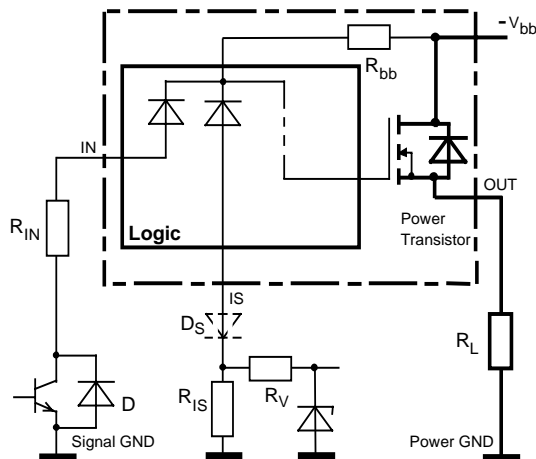 - Vbb
Rbb
IN
OUT
Power
Transistor
RIN
Logic
IS
DS
RL
D
RIS
RV
Signal GND
Power GND